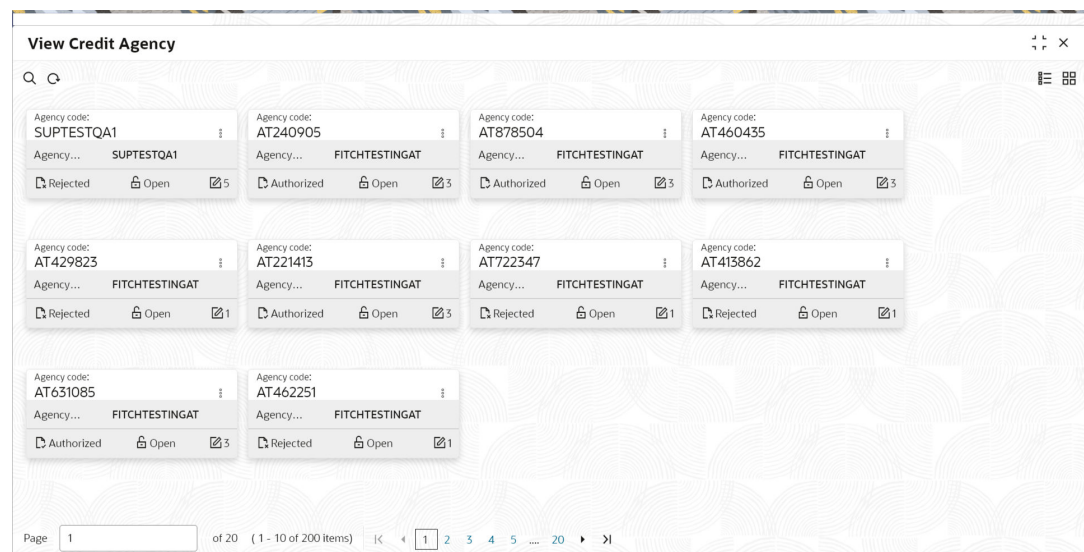 View Credit Agency
Agency code:
SUPTESTQA1
Agency... SUPTESTQA1
Rejected Open 5
Agency code:
AT240905
Agency... FITCHTESTINGAT
Authorized Open 3
Agency code:
AT878504
Agency... FITCHTESTINGAT
Authorized Open 3
Agency code:
AT460435
Agency... FITCHTESTINGAT
Authorized Open 3
Agency code:
AT429823
Agency... FITCHTESTINGAT
Rejected Open 1
Agency code:
AT221413
Agency... FITCHTESTINGAT
Authorized Open 3
Agency code:
AT722347
Agency... FITCHTESTINGAT
Rejected Open 1
Agency code:
AT413862
Agency... FITCHTESTINGAT
Rejected Open 1
Agency code:
AT631085
Agency... FITCHTESTINGAT
Authorized Open 3
Agency code:
AT462251
Agency... FITCHTESTINGAT
Rejected Open 1
Page 1 of 20 ( 1 - 10 of 200 items) 1 2 3 4 5 .... 20